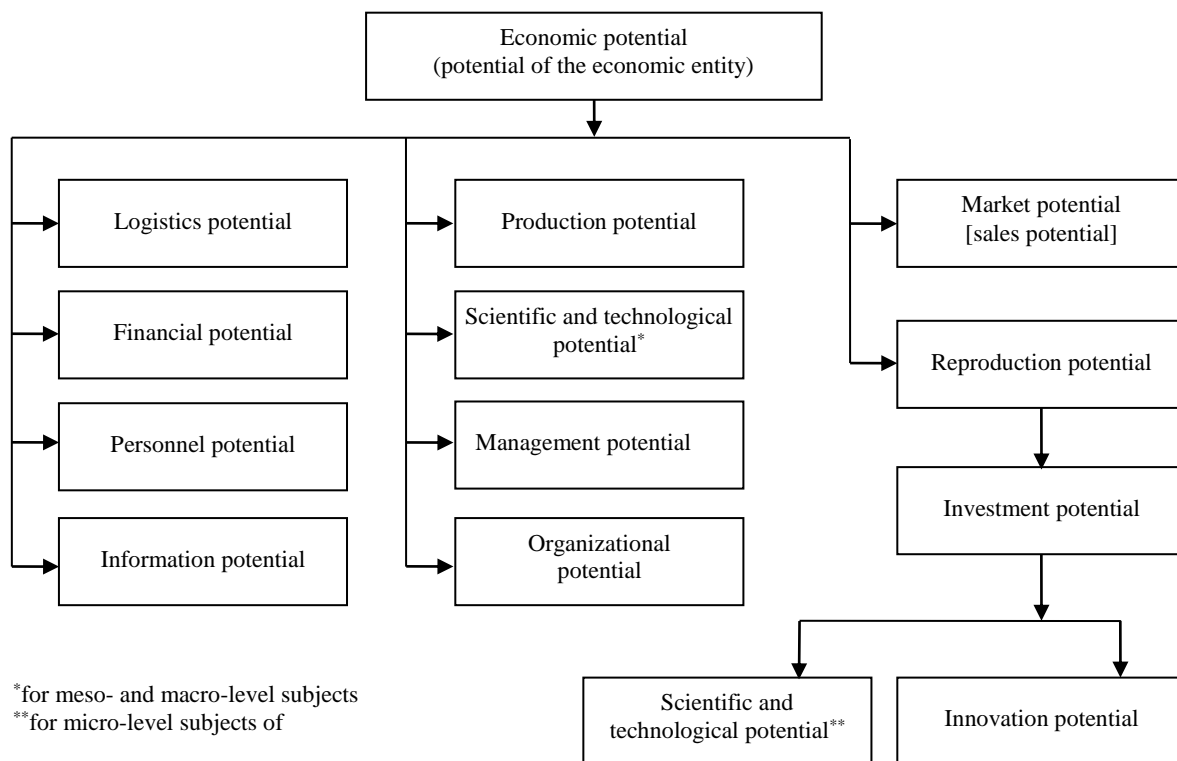 Economic potential
(potential of the economic entity)
Logistics potential
Production potential
Market potential
[sales potential]
Financial potential
Scientific and technological
potential*
Reproduction potential
Personnel potential
Management potential
Investment potential
Information potential
Organizational
potential
*for meso- and macro-level subjects
**for micro-level subjects of
Scientific and
technological potential**
Innovation potential